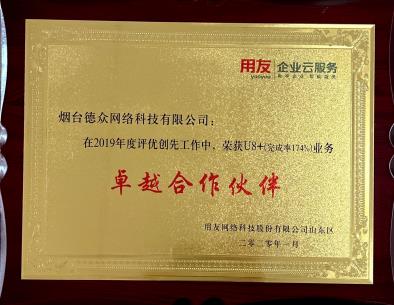 用友 企业云服务
yonyou
烟台德众网络科技有限公司：
在2019年度评优创先工作中，荣获U8+(完成率174%)业务
卓越合作伙伴
用友网络科技股份有限公司山东区
二零二零年一月